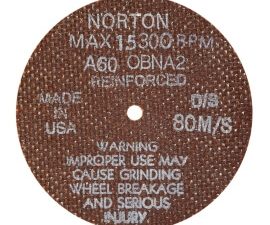 NORTON
MAX 15300 RPM
A60 OBNA2
REINFORCED
MADE IN USA
D/B
80M/S
WARNING
IMPROPER USE MAY
CAUSE GRINDING
WHEEL BREAKAGE
AND SERIOUS
INJURY